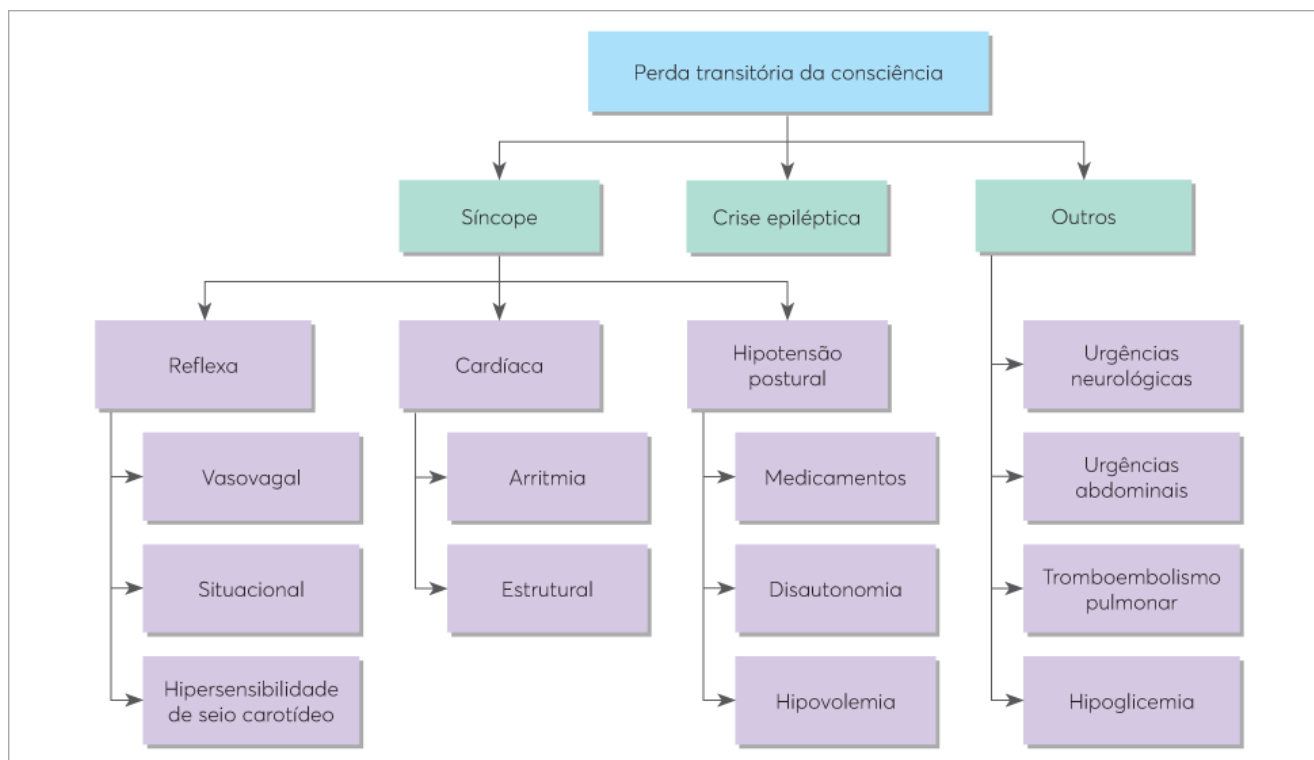 Perda transitória da consciência
Síncope
Crise epiléptica
Outros
Reflexa
Cardíaca
Hipotensão
postural
Urgências
neurológicas
Vasovagal
Arritmia
Medicamentos
Urgências
abdominais
Situacional
Estrutural
Disautonomia
Tromboembolismo
pulmonar
Hipersensibilidade
de seio carotídeo
Hipovolemia
Hipoglicemia